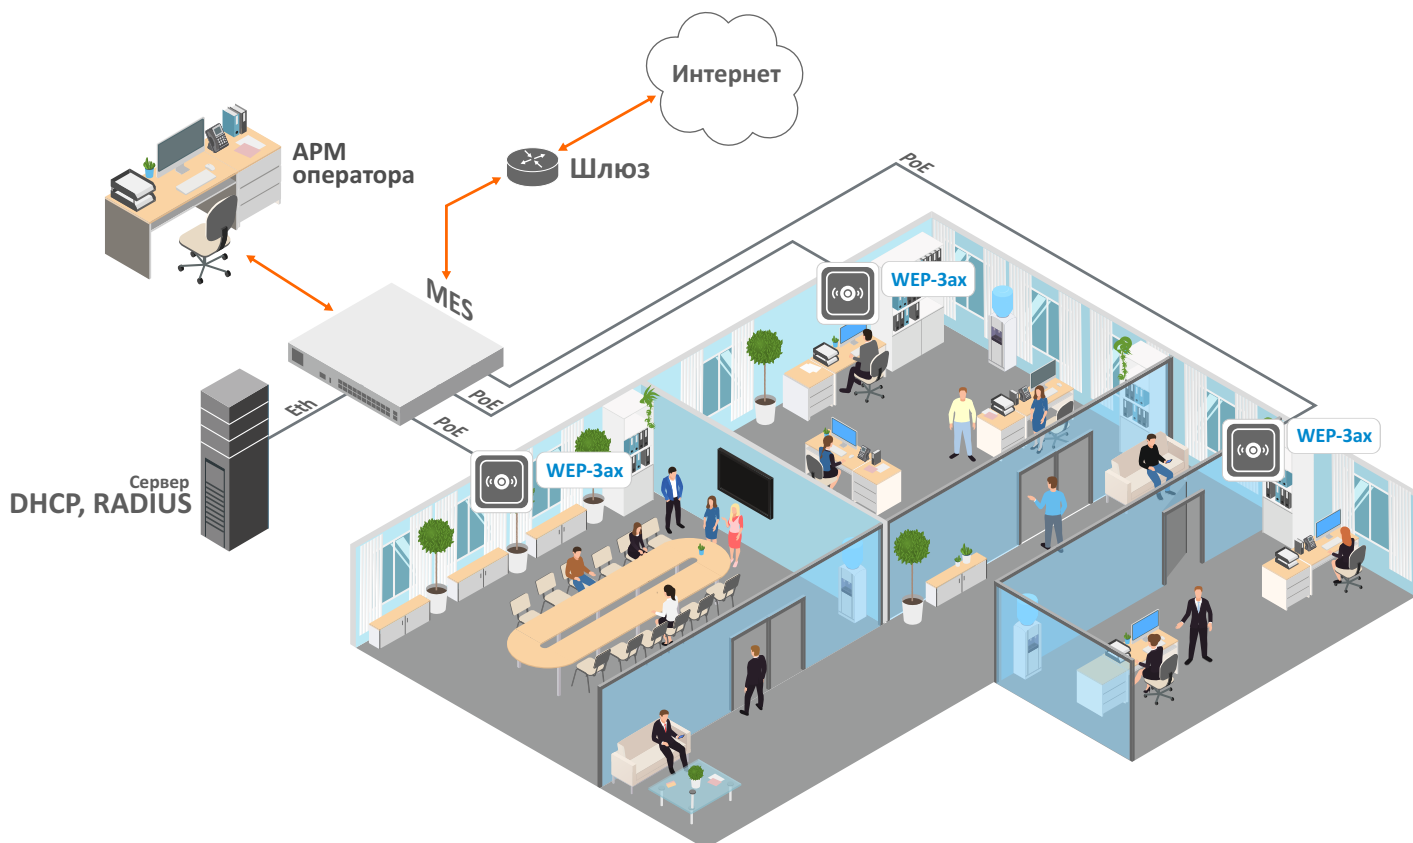 Интернет
АРМ
оператора
Шлюз
PoE
MES
WEP-3ax
Eth
PoE
PoE
WEP-3ax
WEP-3ax
Сервер
DHCP, RADIUS